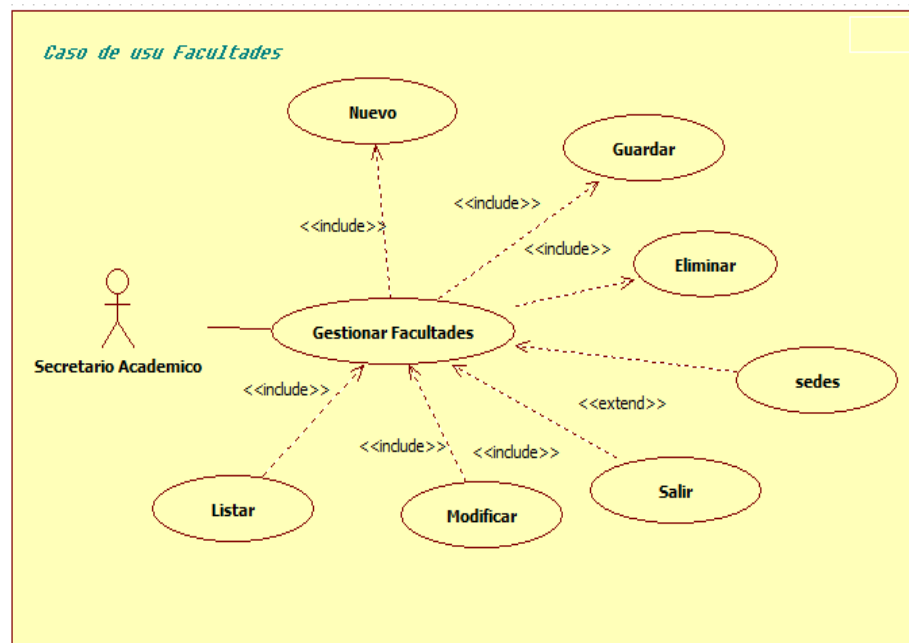 Caso de usu Facultades
Nuevo
Guardar
<<include>>
<<include>>
<<include>>
Eliminar
Gestionar Facultades
Secretario Academico
sedes
<<include>>
<<extend>>
<<include>>
<<include>>
Listar
Modificar
Salir